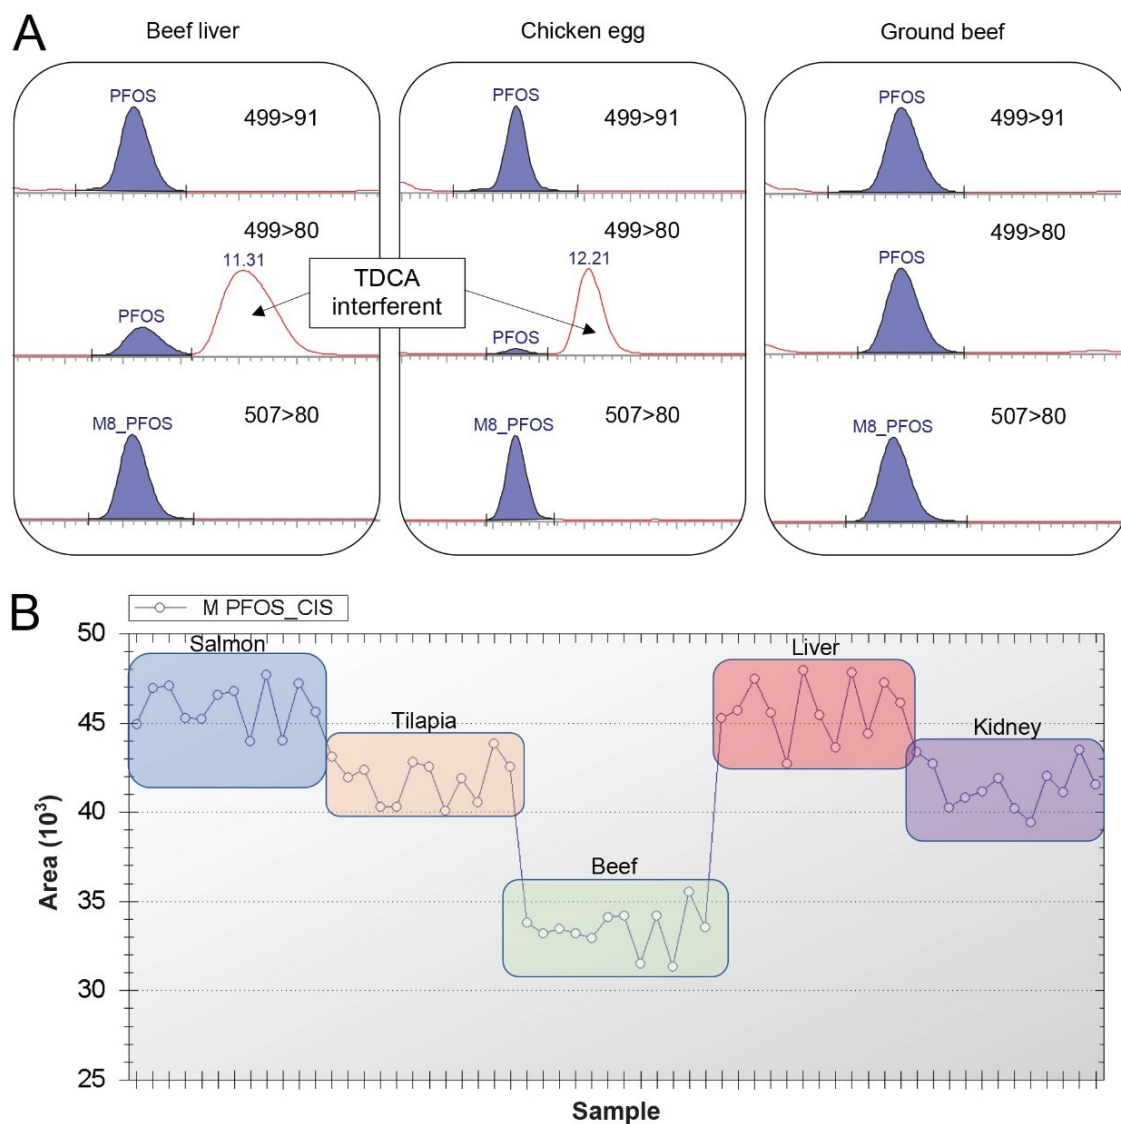 A
Beef liver
Chicken egg
Ground beef
PFOS
499>91
PFOS
499>91
PFOS
499>91
499>80
11.31
PFOS
499>80
12.21
PFOS
499>80
PFOS
TDCA
interferent
M8_PFOS
507>80
M8_PFOS
507>80
M8_PFOS
507>80
B
M PFOS_CIS
50
45
40
35
30
25
Area (10³)
Salmon
Tilapia
Beef
Liver
Kidney
Sample